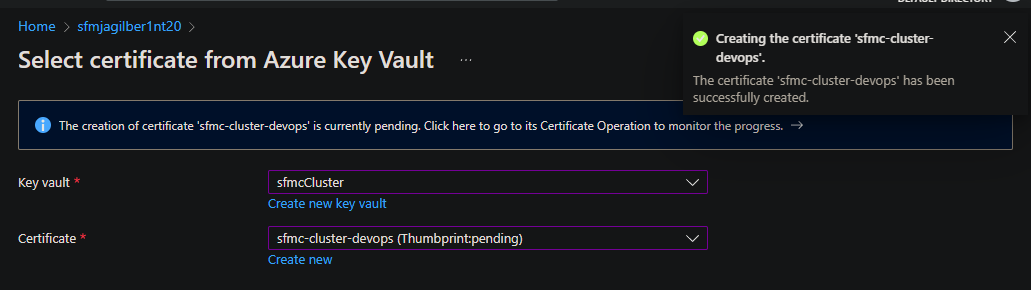 DEFAULT DIRECTORY
Home > sfmjagilber1nt20 >
Select certificate from Azure Key Vault ...
Creating the certificate 'sfmc-cluster-
devops'.
The certificate 'sfmc-cluster-devops' has been
successfully created.
The creation of certificate 'sfmc-cluster-devops' is currently pending. Click here to go to its Certificate Operation to monitor the progress. →
Key vault *
sfmcCluster
Create new key vault
Certificate *
sfmc-cluster-devops (Thumbprint:pending)
Create new